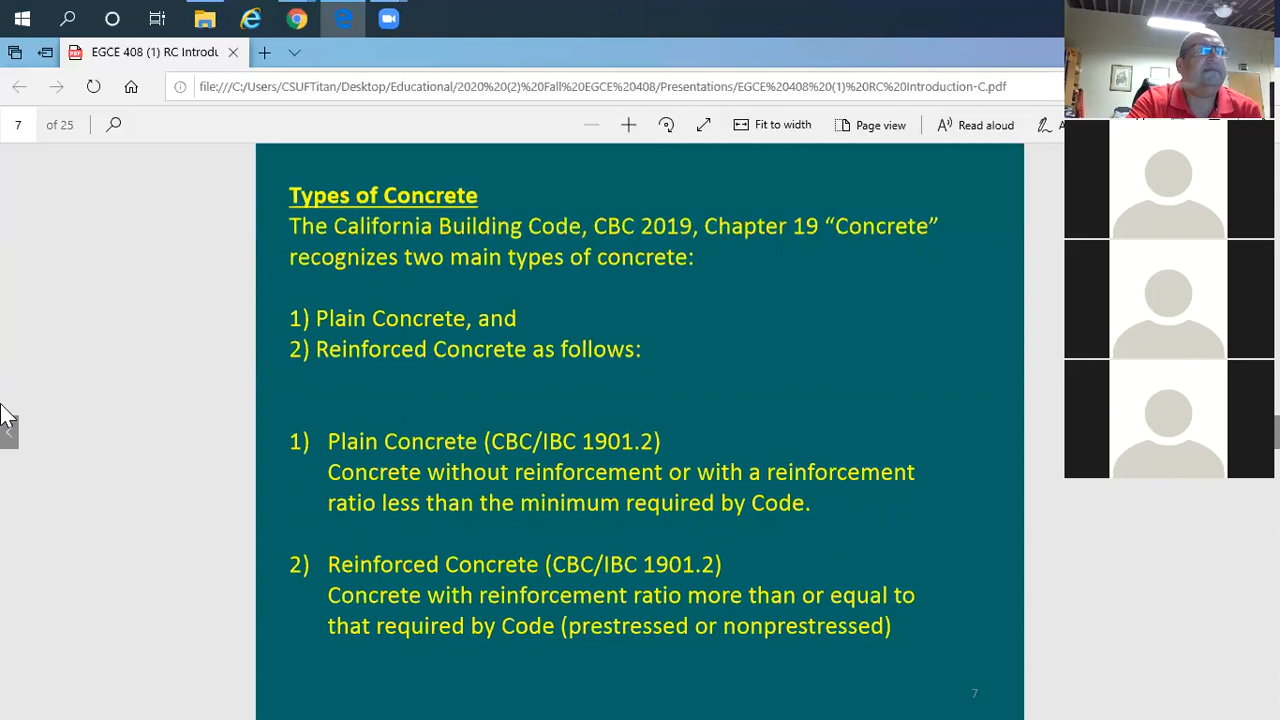 EGCE 408 (1) RC Introdu
file:///C:/Users/CSUFTitan/Desktop/Educational/2020%20(2)%20Fall%20EGCE%20408/Presentations/EGCE%20408%20(1)%20RC%20Introduction-C.pdf
7 of 25
Fit to width
Page view
Read aloud
Types of Concrete
The California Building Code, CBC 2019, Chapter 19 “Concrete”
recognizes two main types of concrete:
1) Plain Concrete, and
2) Reinforced Concrete as follows:
1) Plain Concrete (CBC/IBC 1901.2)
Concrete without reinforcement or with a reinforcement
ratio less than the minimum required by Code.
2) Reinforced Concrete (CBC/IBC 1901.2)
Concrete with reinforcement ratio more than or equal to
that required by Code (prestressed or nonprestressed)
7